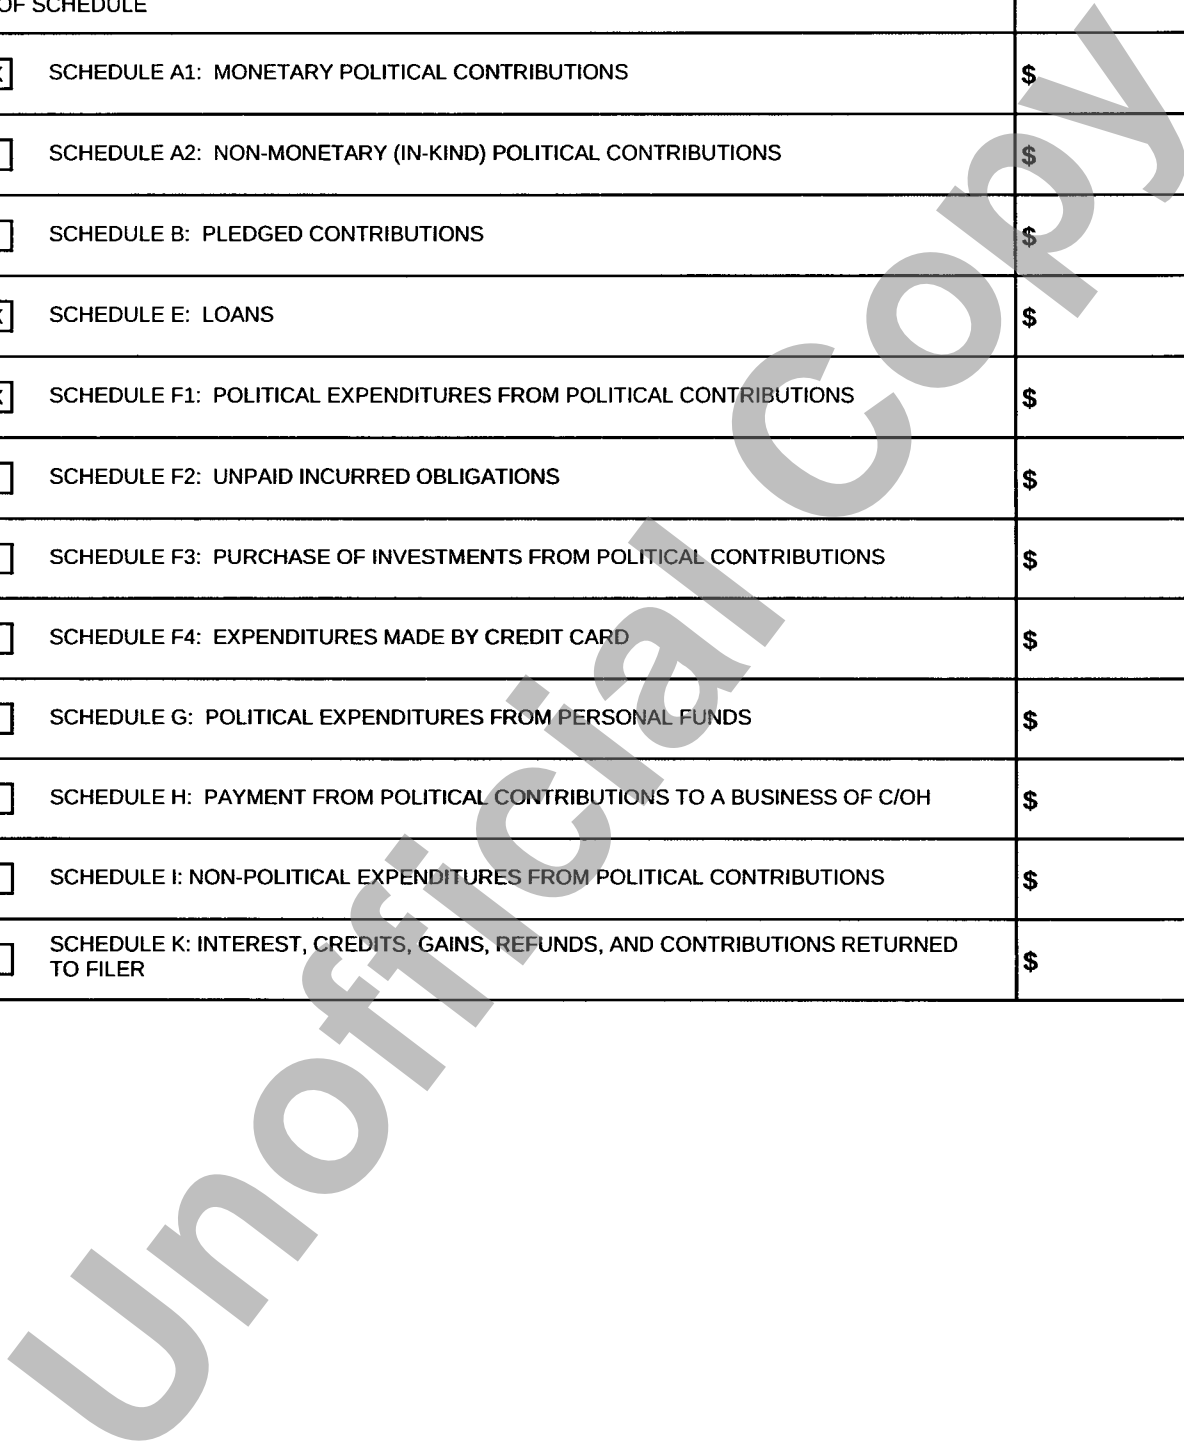 OF SCHEDULE
SCHEDULE A1: MONETARY POLITICAL CONTRIBUTIONS $
SCHEDULE A2: NON-MONETARY (IN-KIND) POLITICAL CONTRIBUTIONS $
SCHEDULE B: PLEDGED CONTRIBUTIONS $
SCHEDULE E: LOANS $
SCHEDULE F1: POLITICAL EXPENDITURES FROM POLITICAL CONTRIBUTIONS $
SCHEDULE F2: UNPAID INCURRED OBLIGATIONS $
SCHEDULE F3: PURCHASE OF INVESTMENTS FROM POLITICAL CONTRIBUTIONS $
SCHEDULE F4: EXPENDITURES MADE BY CREDIT CARD $
SCHEDULE G: POLITICAL EXPENDITURES FROM PERSONAL FUNDS $
SCHEDULE H: PAYMENT FROM POLITICAL CONTRIBUTIONS TO A BUSINESS OF C/OH $
SCHEDULE I: NON-POLITICAL EXPENDITURES FROM POLITICAL CONTRIBUTIONS $
SCHEDULE K: INTEREST, CREDITS, GAINS, REFUNDS, AND CONTRIBUTIONS RETURNED
TO FILER $
Unofficial Copy